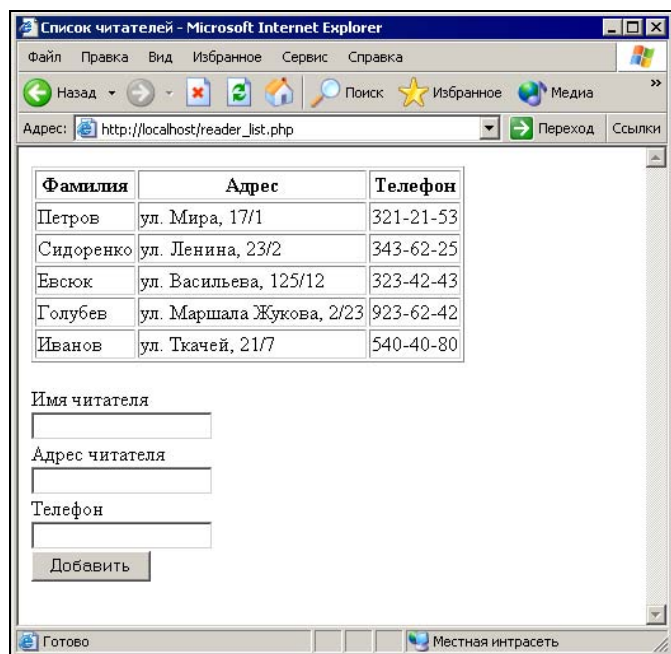 Список читателей - Microsoft Internet Explorer
Файл Правка Вид Избранное Сервис Справка
Назад Поиск Избранное Медиа »
Адрес: http://localhost/reader_list.php Переход Ссылки
Фамилия Адрес Телефон
Петров ул. Мира, 17/1 321-21-53
Сидоренко ул. Ленина, 23/2 343-62-25
Евсюк ул. Васильева, 125/12 323-42-43
Голубев ул. Маршала Жукова, 2/23 923-62-42
Иванов ул. Ткачей, 21/7 540-40-80
Имя читателя
Адрес читателя
Телефон
Добавить
Готово Местная интрасеть